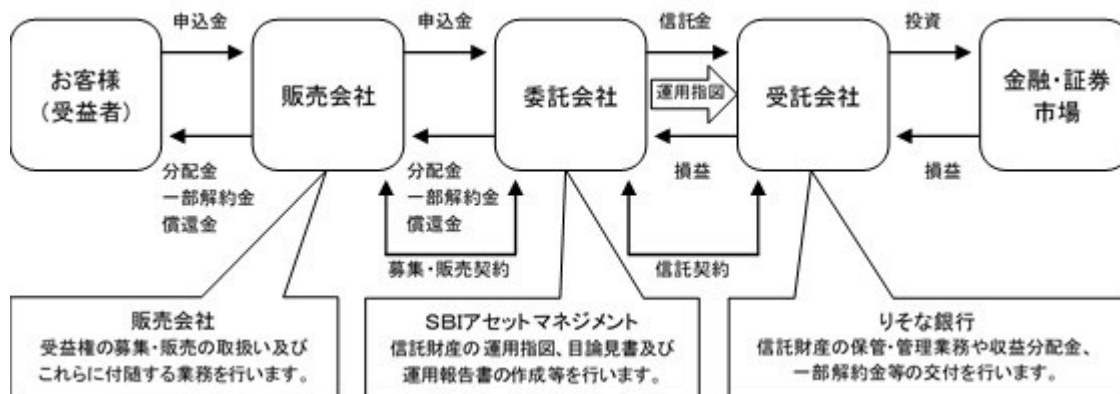 申込金
申込金
信託金
投資
お客様
（受益者）
販売会社
委託会社
運用指図
受託会社
金融・証券
市場
分配金
一部解約金
償還金
分配金
一部解約金
償還金
損益
損益
募集・販売契約
信託契約
販売会社
受益権の募集・販売の取扱い及び
これらに付随する業務を行います。
SBIアセットマネジメント
信託財産の運用指図、目論見書及び
運用報告書の作成等を行います。
りそな銀行
信託財産の保管・管理業務や収益分配金、
一部解約金等の交付を行います。